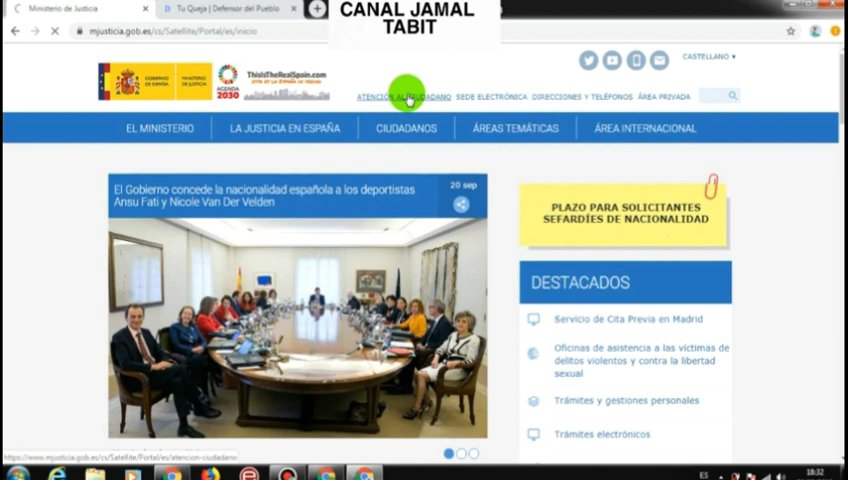 Ministerio de Justicia
Tu Queja | Defensor del Pueblo
CANAL JAMAL
TABIT
mjusticia.gob.es/cs/Satellite/Portal/es/inicio
GOBIERNO
DE ESPAÑA
MINISTERIO
DE JUSTICIA
AGENDA
2030
ThisIsTheRealSpain.com
CASTELLANO
ATENCIÓN AL CIUDADANO SEDE ELECTRÓNICA DIRECCIONES Y TELÉFONOS ÁREA PRIVADA
EL MINISTERIO LA JUSTICIA EN ESPAÑA CIUDADANOS ÁREAS TEMÁTICAS ÁREA INTERNACIONAL
El Gobierno concede la nacionalidad española a los deportistas
Ansu Fati y Nicole Van Der Velden
20 sep
PLAZO PARA SOLICITANTES
SEFARDÍES DE NACIONALIDAD
DESTACADOS
Servicio de Cita Previa en Madrid
Oficinas de asistencia a las víctimas de
delitos violentos y contra la libertad
sexual
Trámites y gestiones personales
Trámites electrónicos
https://www.mjusticia.gob.es/cs/Satellite/Portal/es/atencion-ciudadano
ES
18:32